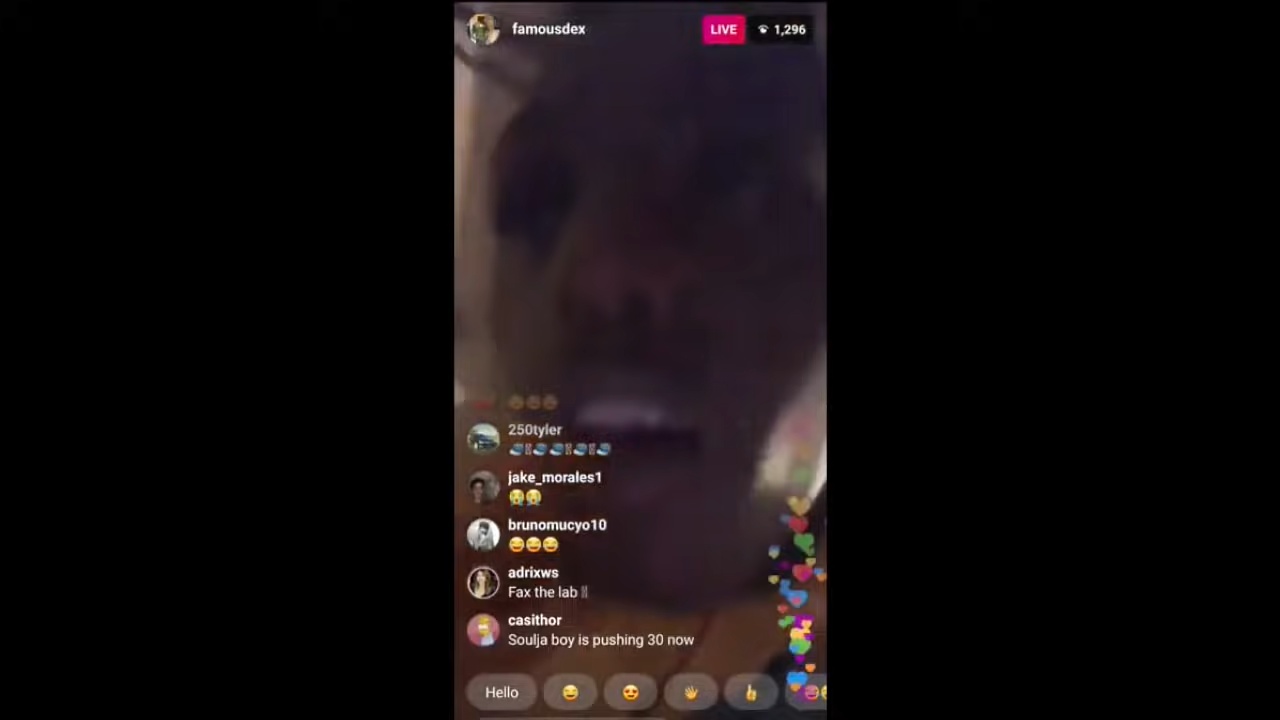 famousdex
LIVE 1,296
250tyler
jake_morales1
brunomucyo10
adrixws
Fax the lab
casithor
Soulja boy is pushing 30 now
Hello